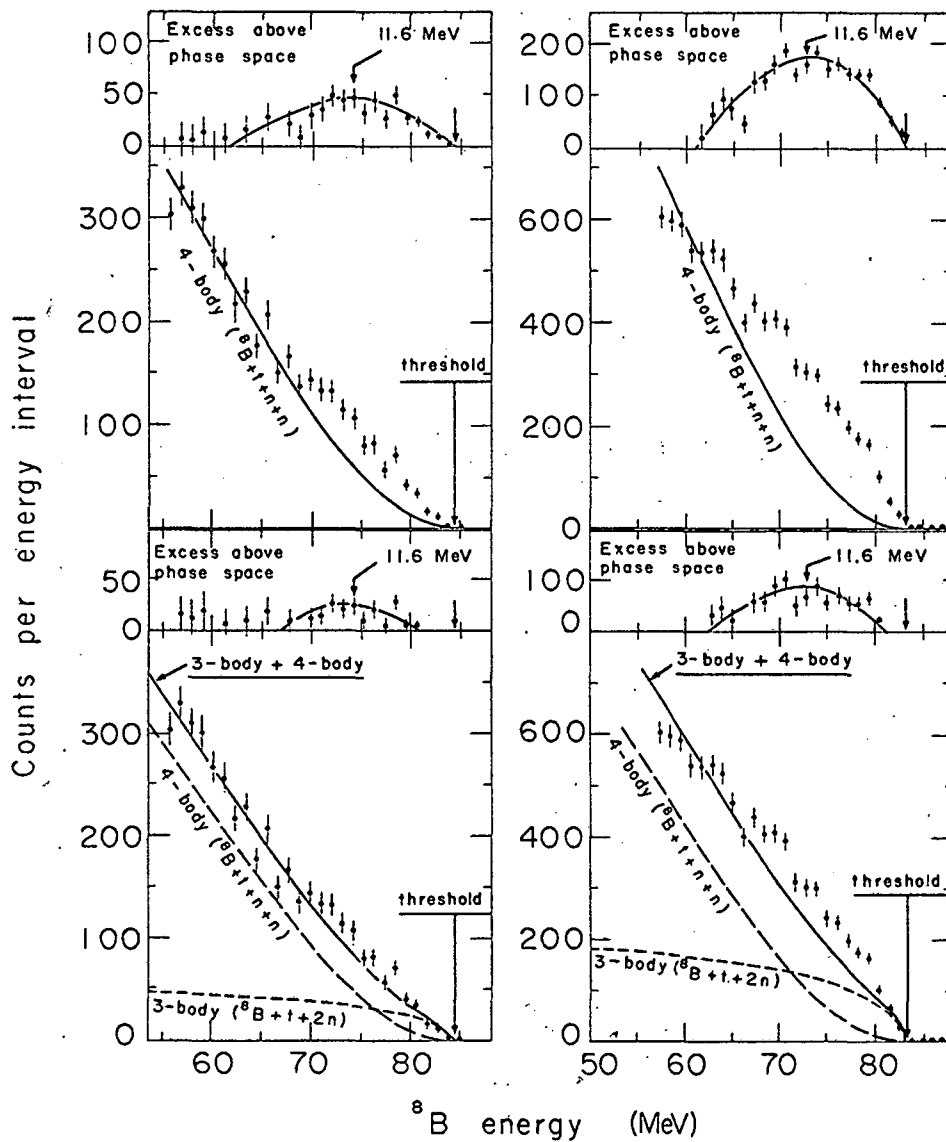 Counts per energy interval
Excess above
phase space
11.6 MeV
100
50
0
300
200
100
0
4-body (⁸B+t+n+n)
threshold
Excess above
phase space
11.6 MeV
200
100
0
600
400
200
0
4-body (⁸B+t+n+n)
threshold
Excess above
phase space
11.6 MeV
50
0
3-body + 4-body
300
200
100
0
4-body (⁸B+t+n+n)
3-body (⁸B+t+2n)
threshold
60 70 80
Excess above
phase space
11.6 MeV
100
0
3-body + 4-body
600
400
200
0
4-body (⁸B+t+n+n)
3-body (⁸B+t+2n)
threshold
50 60 70 80
⁸B energy (MeV)